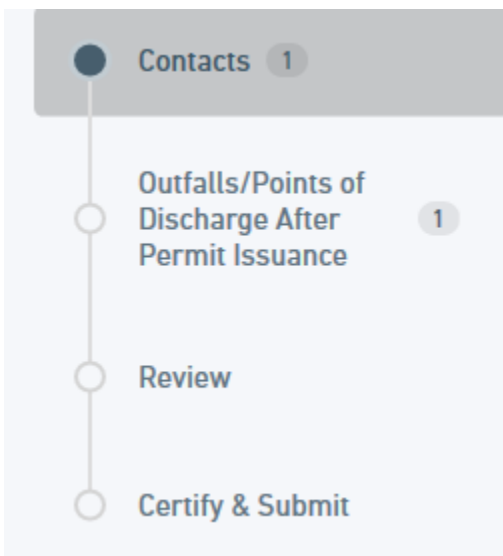 Contacts 1
Outfalls/Points of
Discharge After 1
Permit Issuance
Review
Certify & Submit